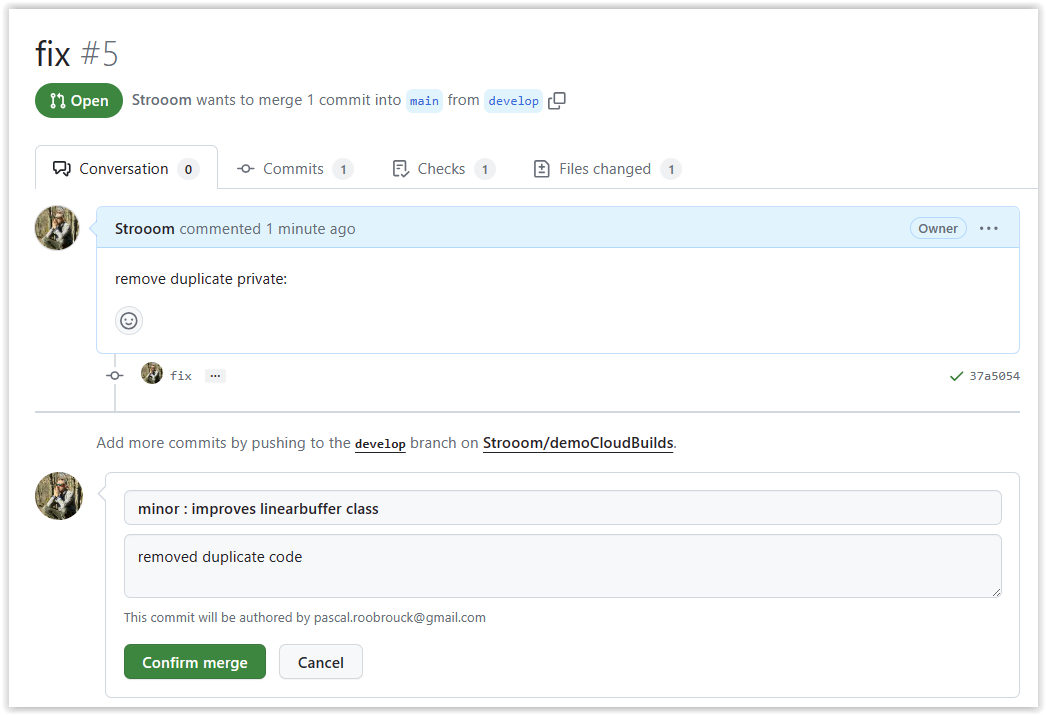 fix #5
Open Strooom wants to merge 1 commit into main from develop
Conversation 0 Commits 1 Checks 1 Files changed 1
Strooom commented 1 minute ago Owner ...
remove duplicate private:
fix ... 37a5054
Add more commits by pushing to the develop branch on Strooom/demoCloudBuilds.
minor : improves linearbuffer class
removed duplicate code
This commit will be authored by pascal.roobrouck@gmail.com
Confirm merge Cancel